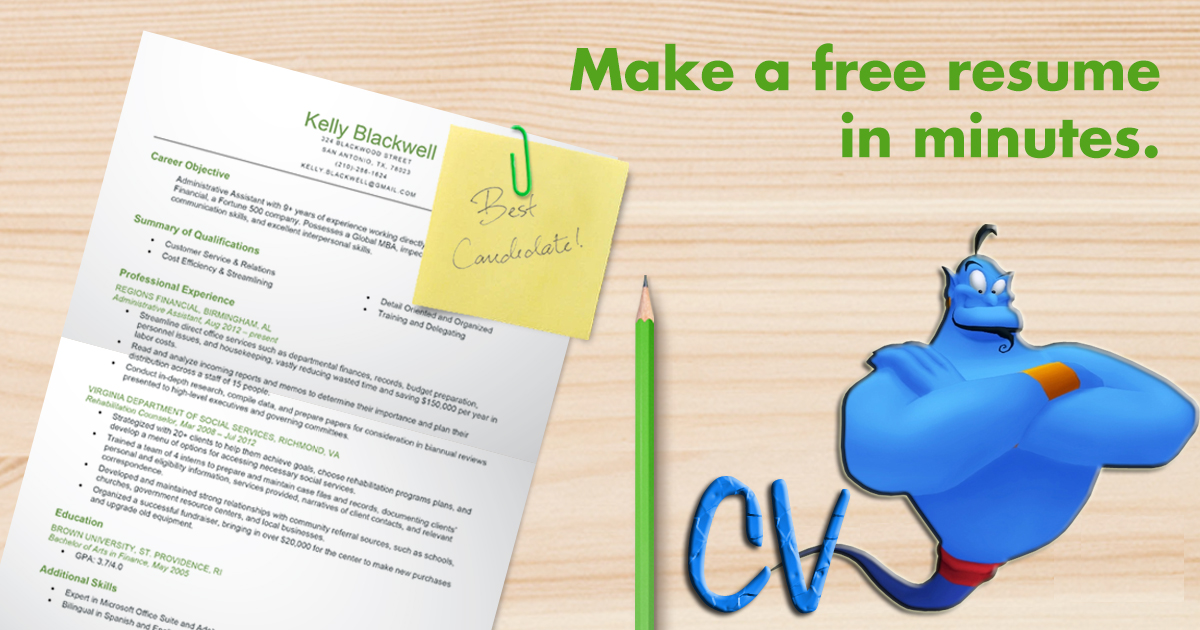 Make a free resume
in minutes.
Kelly Blackwell
324 BLACKWOOD STREET
SAN ANTONIO, TX, 78023
(210)-286-1624
KELLY.BLACKWELL@GMAIL.COM
Best
Candedate!
Career Objective
Administrative Assistant with 9+ years of experience working directly
Financial, a Fortune 500 company. Possesses a Global MBA, impec
communication skills, and excellent interpersonal skills.
Summary of Qualifications
• Customer Service & Relations
• Cost Efficiency & Streamlining
• Detail Oriented and Organized
• Training and Delegating
Professional Experience
REGIONS FINANCIAL, BIRMINGHAM, AL
Administrative Assistant, Aug 2012 – present
• Streamline direct office services such as departmental finances, records, budget preparation,
personnel issues, and housekeeping, vastly reducing wasted time and saving $150,000 per year in
labor costs.
• Read and analyze incoming reports and memos to determine their importance and plan their
distribution across a staff of 15 people.
• Conduct in-depth research, compile data, and prepare papers for consideration in biannual reviews
presented to high-level executives and governing committees.
VIRGINIA DEPARTMENT OF SOCIAL SERVICES, RICHMOND, VA
Rehabilitation Counselor, Mar 2008 – Jul 2012
• Strategized with 20+ clients to help them achieve goals, choose rehabilitation programs plans, and
develop a menu of options for accessing necessary social services.
• Trained a team of 4 interns to prepare and maintain case files and records, documenting clients'
personal and eligibility information, services provided, narratives of client contacts, and relevant
correspondence.
• Developed and maintained strong relationships with community referral sources, such as schools,
churches, government resource centers, and local businesses.
• Organized a successful fundraiser, bringing in over $20,000 for the center to make new purchases
and upgrade old equipment.
Education
BROWN UNIVERSITY, ST. PROVIDENCE, RI
Bachelor of Arts in Finance, May 2005
• GPA: 3.7/4.0
Additional Skills
• Expert in Microsoft Office Suite and
• Bilingual in Spanish and
CV